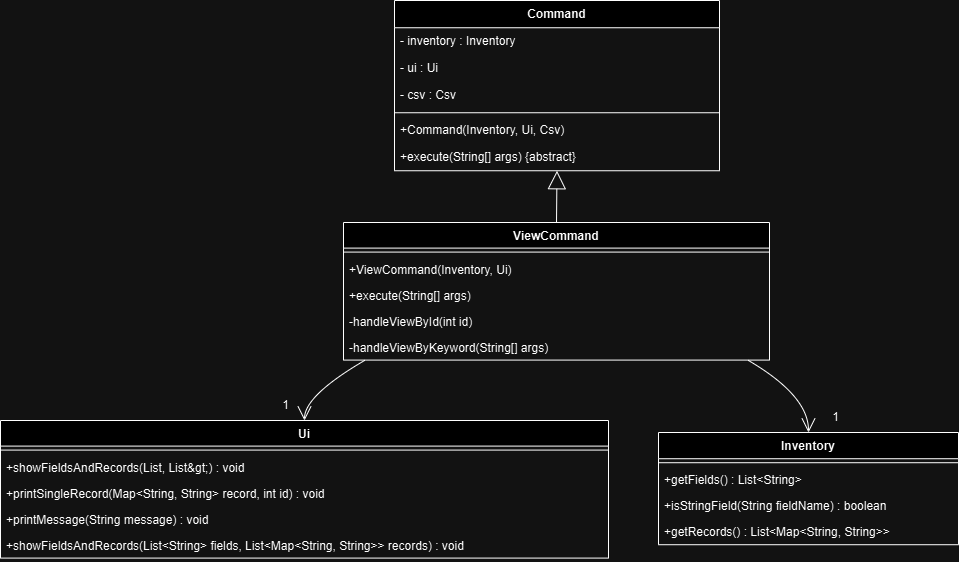 Command
- inventory : Inventory
- ui : Ui
- csv : Csv
+Command(Inventory, Ui, Csv)
+execute(String[] args) {abstract}
ViewCommand
+ViewCommand(Inventory, Ui)
+execute(String[] args)
-handleViewById(int id)
-handleViewByKeyword(String[] args)
1
1
Ui
+showFieldsAndRecords(List, List&gt;) : void
+printSingleRecord(Map<String, String> record, int id) : void
+printMessage(String message) : void
+showFieldsAndRecords(List<String> fields, List<Map<String, String>> records) : void
Inventory
+getFields() : List<String>
+isStringField(String fieldName) : boolean
+getRecords() : List<Map<String, String>>